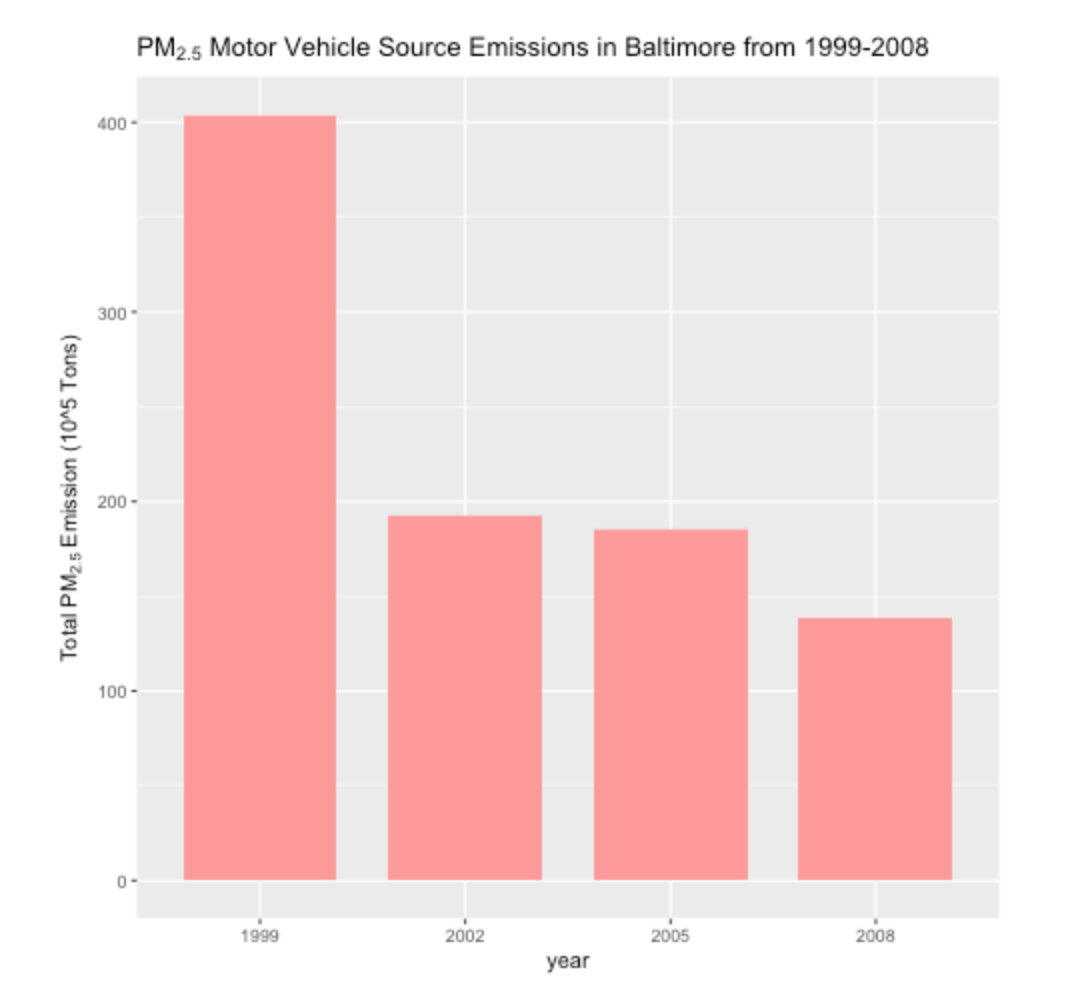 PM2.5 Motor Vehicle Source Emissions in Baltimore from 1999-2008
Total PM2.5 Emission (10^5 Tons)
400
300
200
100
0
1999 2002 2005 2008
year